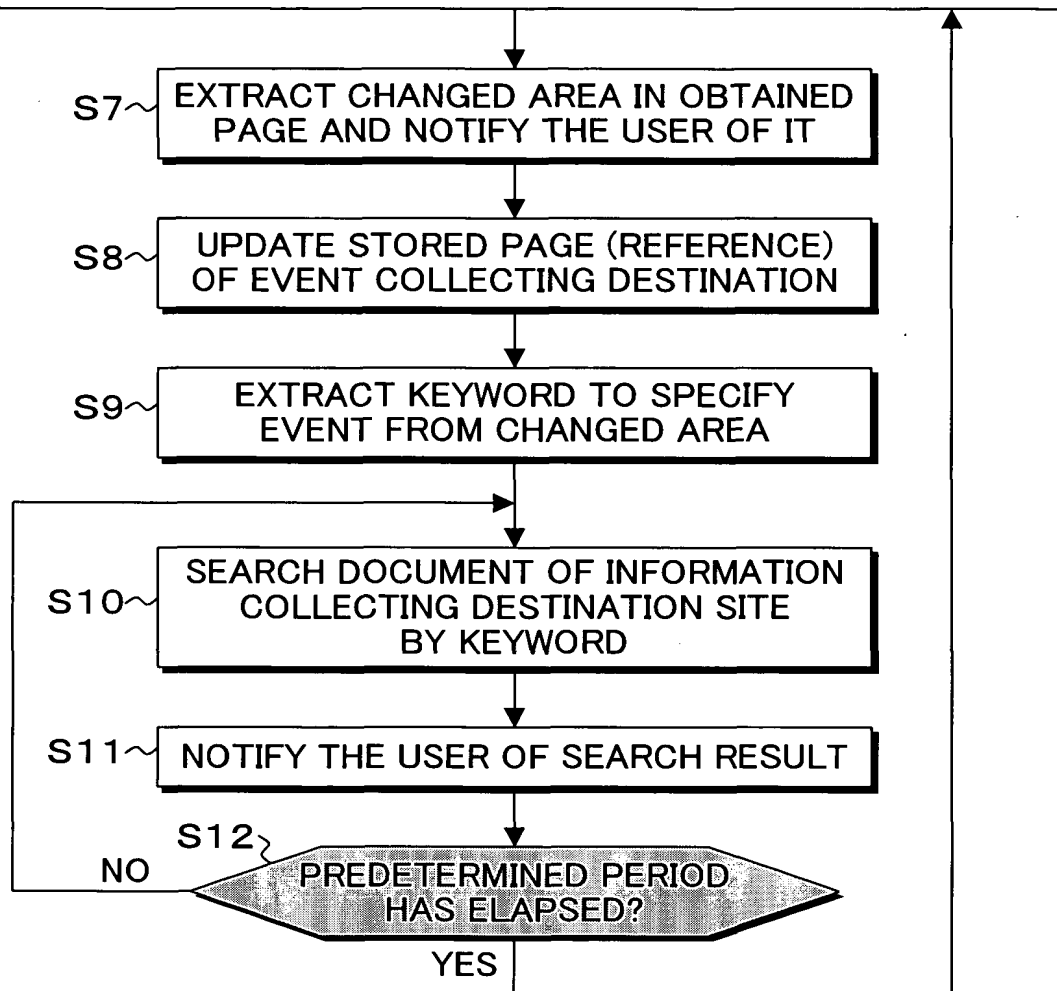 S7
EXTRACT CHANGED AREA IN OBTAINED
PAGE AND NOTIFY THE USER OF IT
S8
UPDATE STORED PAGE (REFERENCE)
OF EVENT COLLECTING DESTINATION
S9
EXTRACT KEYWORD TO SPECIFY
EVENT FROM CHANGED AREA
S10
SEARCH DOCUMENT OF INFORMATION
COLLECTING DESTINATION SITE
BY KEYWORD
S11
NOTIFY THE USER OF SEARCH RESULT
S12
NO
PREDETERMINED PERIOD
HAS ELAPSED?
YES